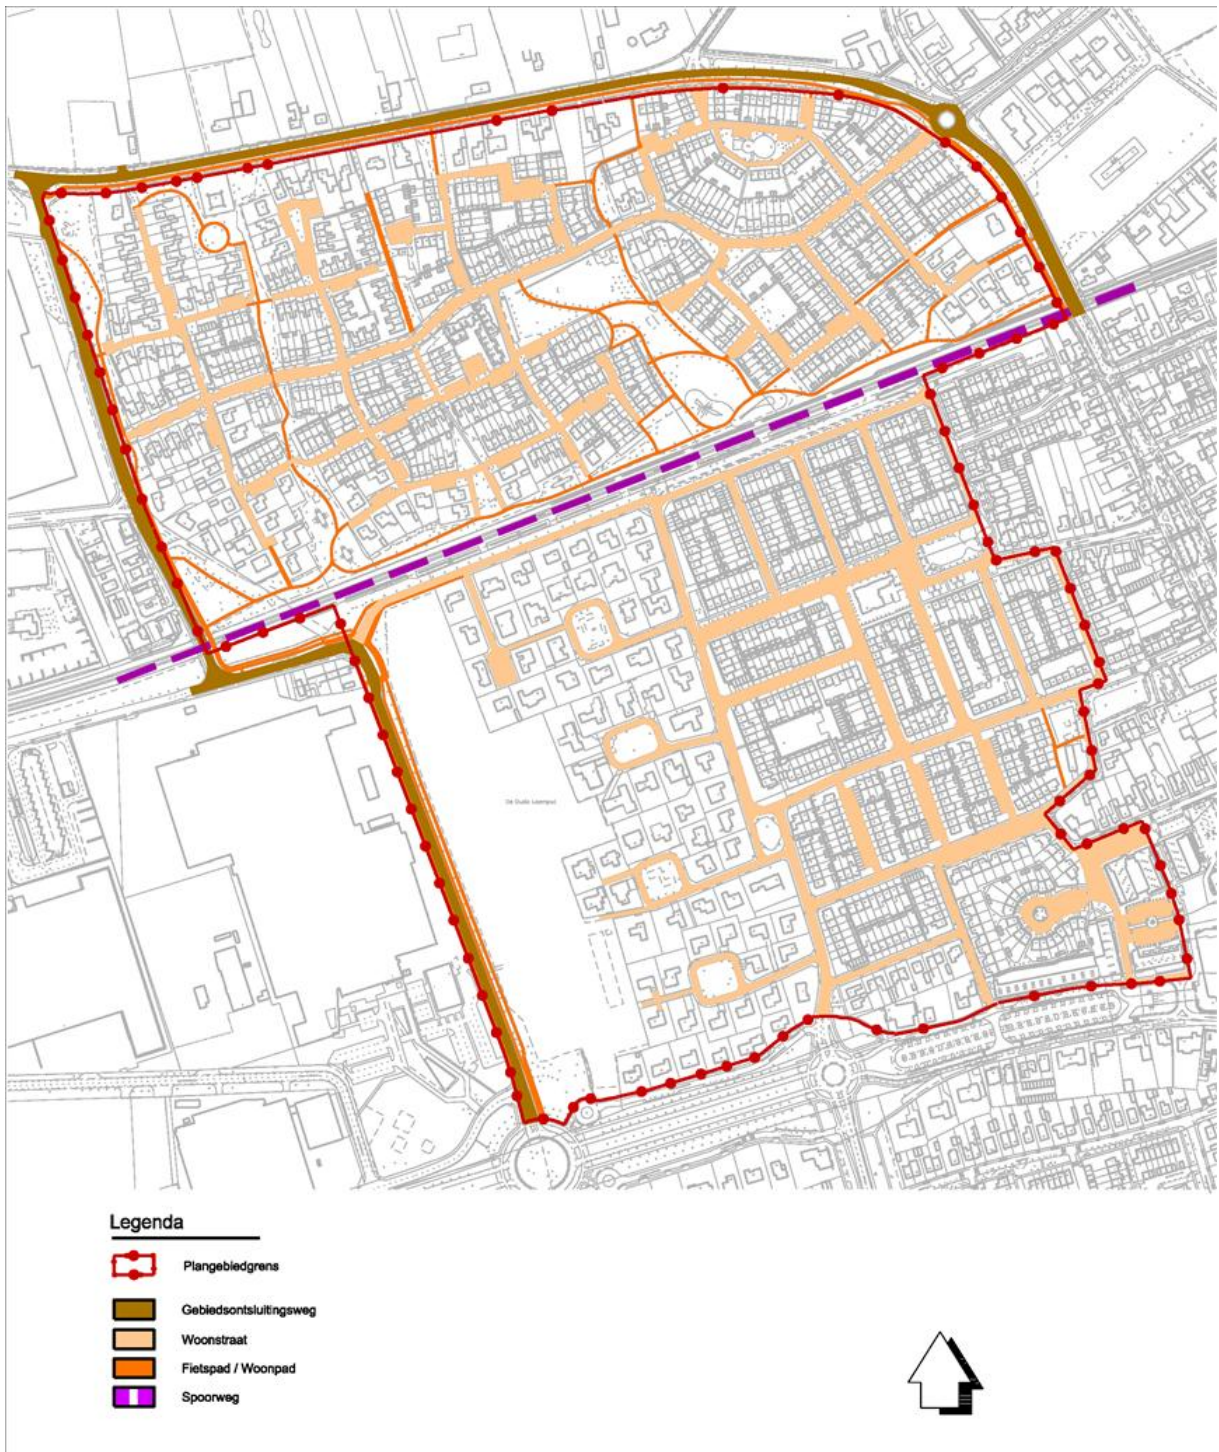 Legenda
Plangebiedgrens
Gebiedsontsluitingsweg
Woonstraat
Fietspad / Woonpad
Spoorweg